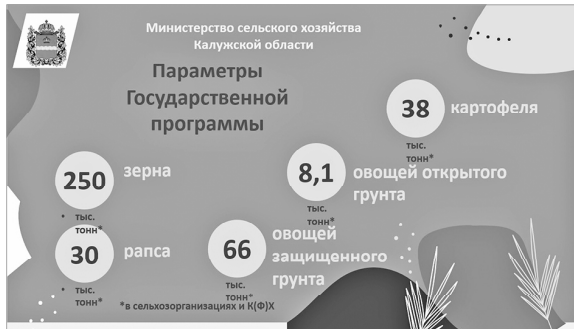 Министерство сельского хозяйства
Калужской области
Параметры
Государственной
программы
38
картофеля
тыс.
тонн*
250
зерна
• тыс.
тонн*
8,1
овощей открытого
грунта
тыс.
тонн*
30
рапса
• тыс.
тонн*
66
овощей
защищенного
грунта
тыс.
тонн*
*в сельхозорганизациях и К(Ф)Х